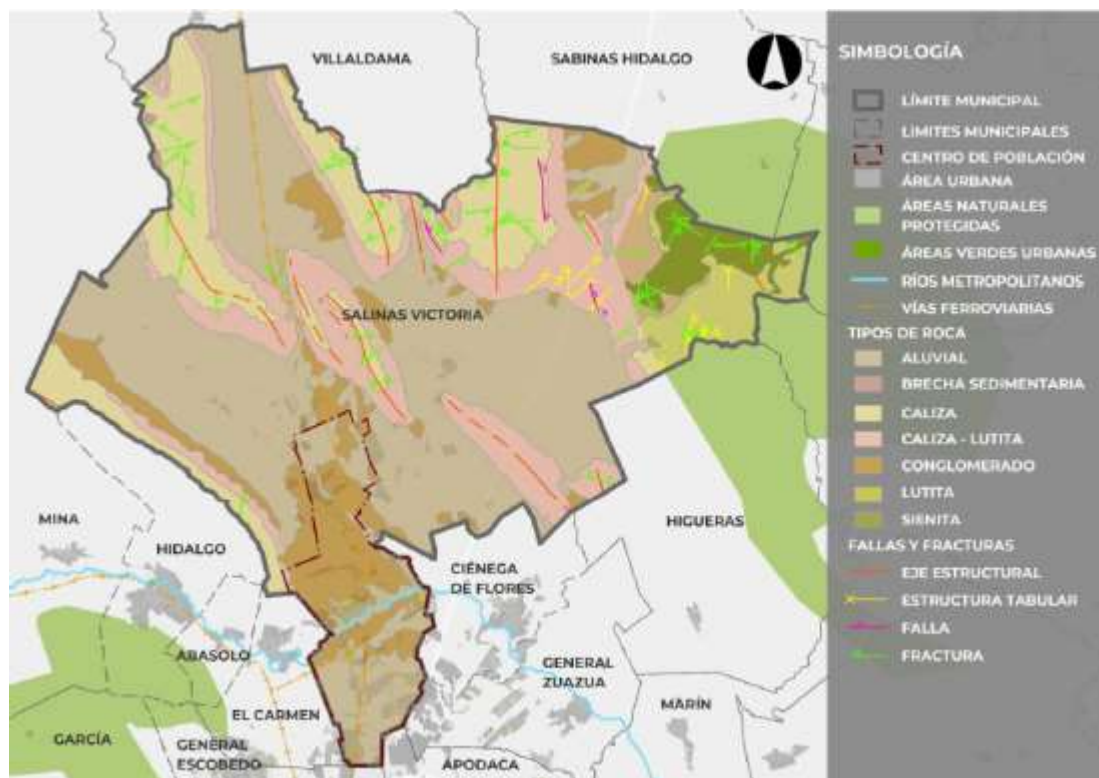 VILLALDAMA
SABINAS HIDALGO
SALINAS VICTORIA
MINA
HIDALGO
HIGUERAS
CIÉNEGA
DE FLORES
ABASOLO
GENERAL
ZUAZUA
MARÍN
EL CARMEN
GARCÍA
GENERAL
ESCOBEDO
APODACA
SIMBOLOGÍA
LÍMITE MUNICIPAL
LÍMITES MUNICIPALES
CENTRO DE POBLACIÓN
ÁREA URBANA
ÁREAS NATURALES
PROTEGIDAS
ÁREAS VERDES URBANAS
RÍOS METROPOLITANOS
VÍAS FERROVIARIAS
TIPOS DE ROCA
ALUVIAL
BRECHA SEDIMENTARIA
CALIZA
CALIZA - LUTITA
CONGLOMERADO
LUTITA
SIENITA
FALLAS Y FRACTURAS
EJE ESTRUCTURAL
ESTRUCTURA TABULAR
FALLA
FRACTURA